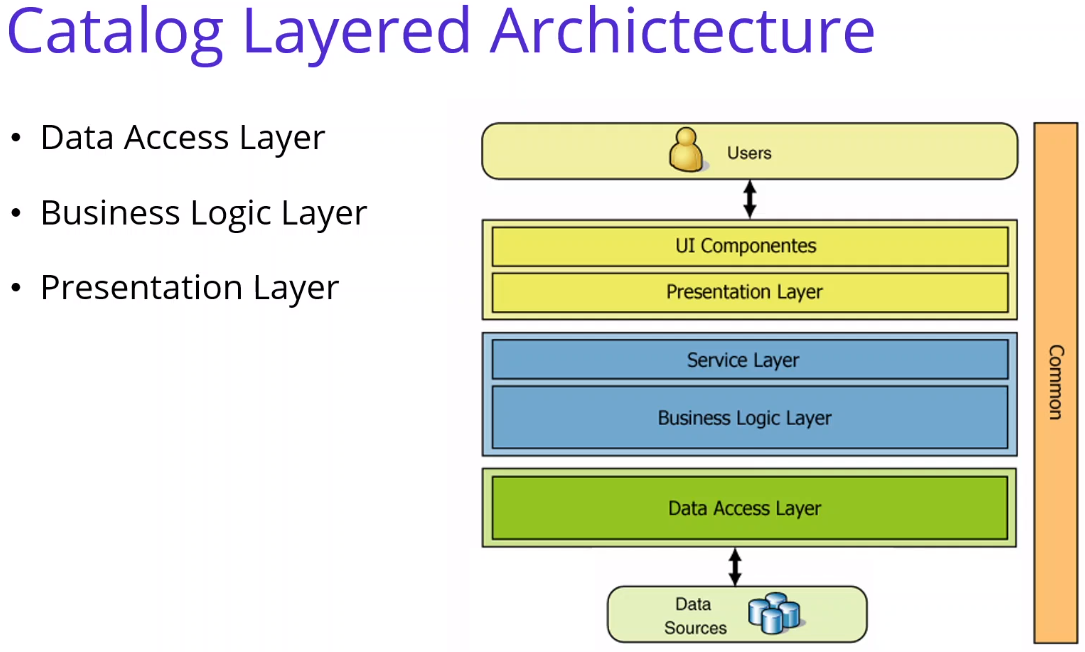 Catalog Layered Archictecture
• Data Access Layer
• Business Logic Layer
• Presentation Layer
Users
UI Componentes
Presentation Layer
Service Layer
Business Logic Layer
Data Access Layer
Data
Sources
Common